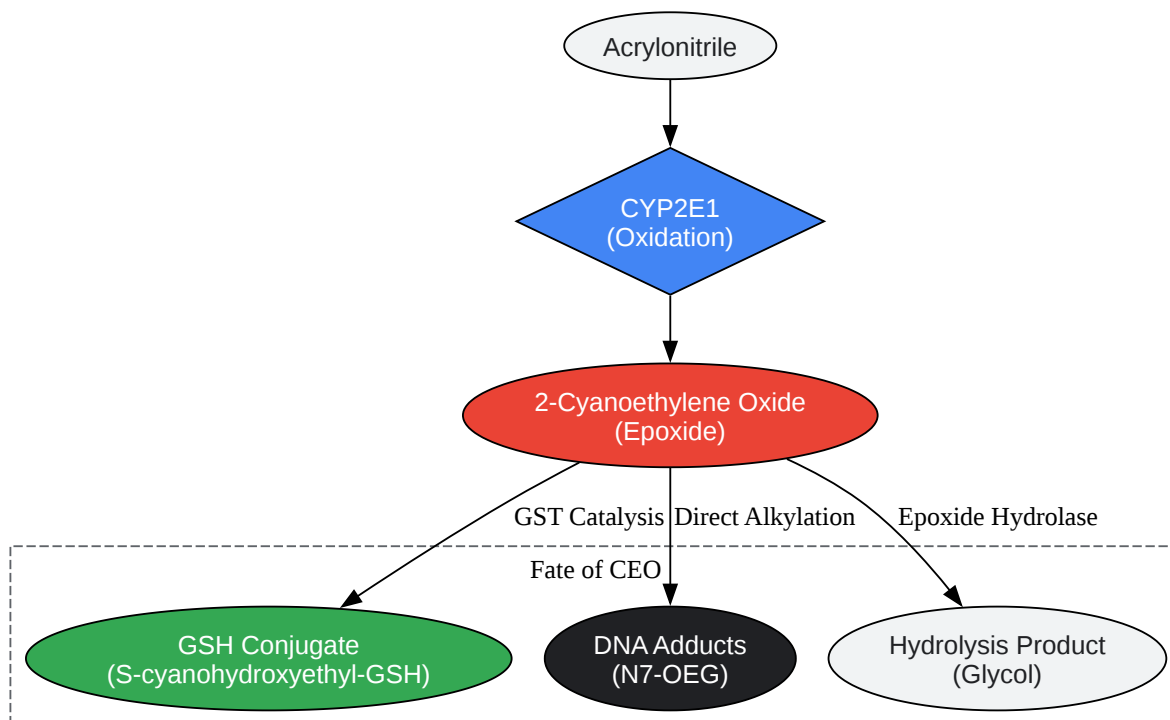 Acrylonitrile
CYP2E1
(Oxidation)
2-Cyanoethylene Oxide
(Epoxide)
GST Catalysis
Direct Alkylation
Epoxide Hydrolase
Fate of CEO
GSH Conjugate
(S-cyanohydroxyethyl-GSH)
DNA Adducts
(N7-OEG)
Hydrolysis Product
(Glycol)